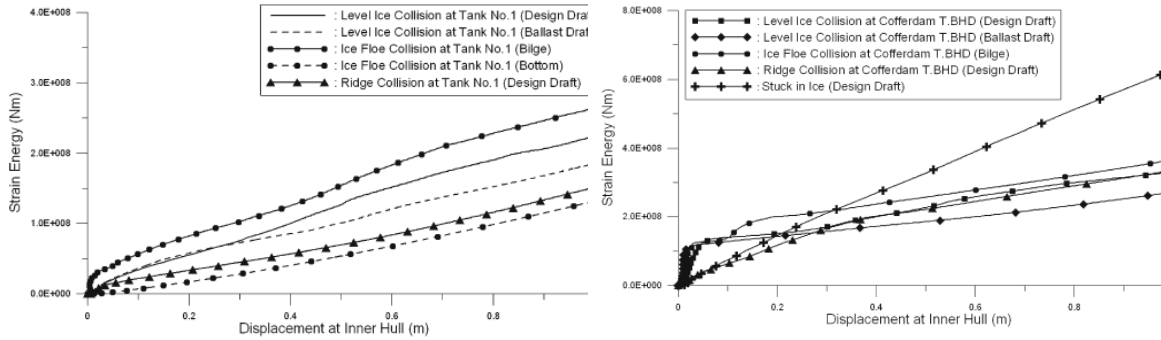 4.0E+008
3.0E+008
2.0E+008
1.0E+008
0.0E+000
Strain Energy (Nm)
0
0.2
0.4
0.6
0.8
Displacement at Inner Hull (m)
: Level Ice Collision at Tank No.1 (Design Draft
: Level Ice Collision at Tank No.1 (Ballast Draf
: Ice Floe Collision at Tank No.1 (Bilge)
: Ice Floe Collision at Tank No.1 (Bottom)
: Ridge Collision at Tank No.1 (Design Draft)
8.0E+008
6.0E+008
4.0E+008
2.0E+008
0.0E+000
Strain Energy (Nm)
0
0.2
0.4
0.6
0.8
Displacement at Inner Hull (m)
: Level Ice Collision at Cofferdam T.BHD (Design Draft)
: Level Ice Collision at Cofferdam T.BHD (Ballast Draft)
: Ice Floe Collision at Cofferdam T.BHD (Bilge)
: Ridge Collision at Cofferdam T.BHD (Design Draft)
: Stuck in Ice (Design Draft)